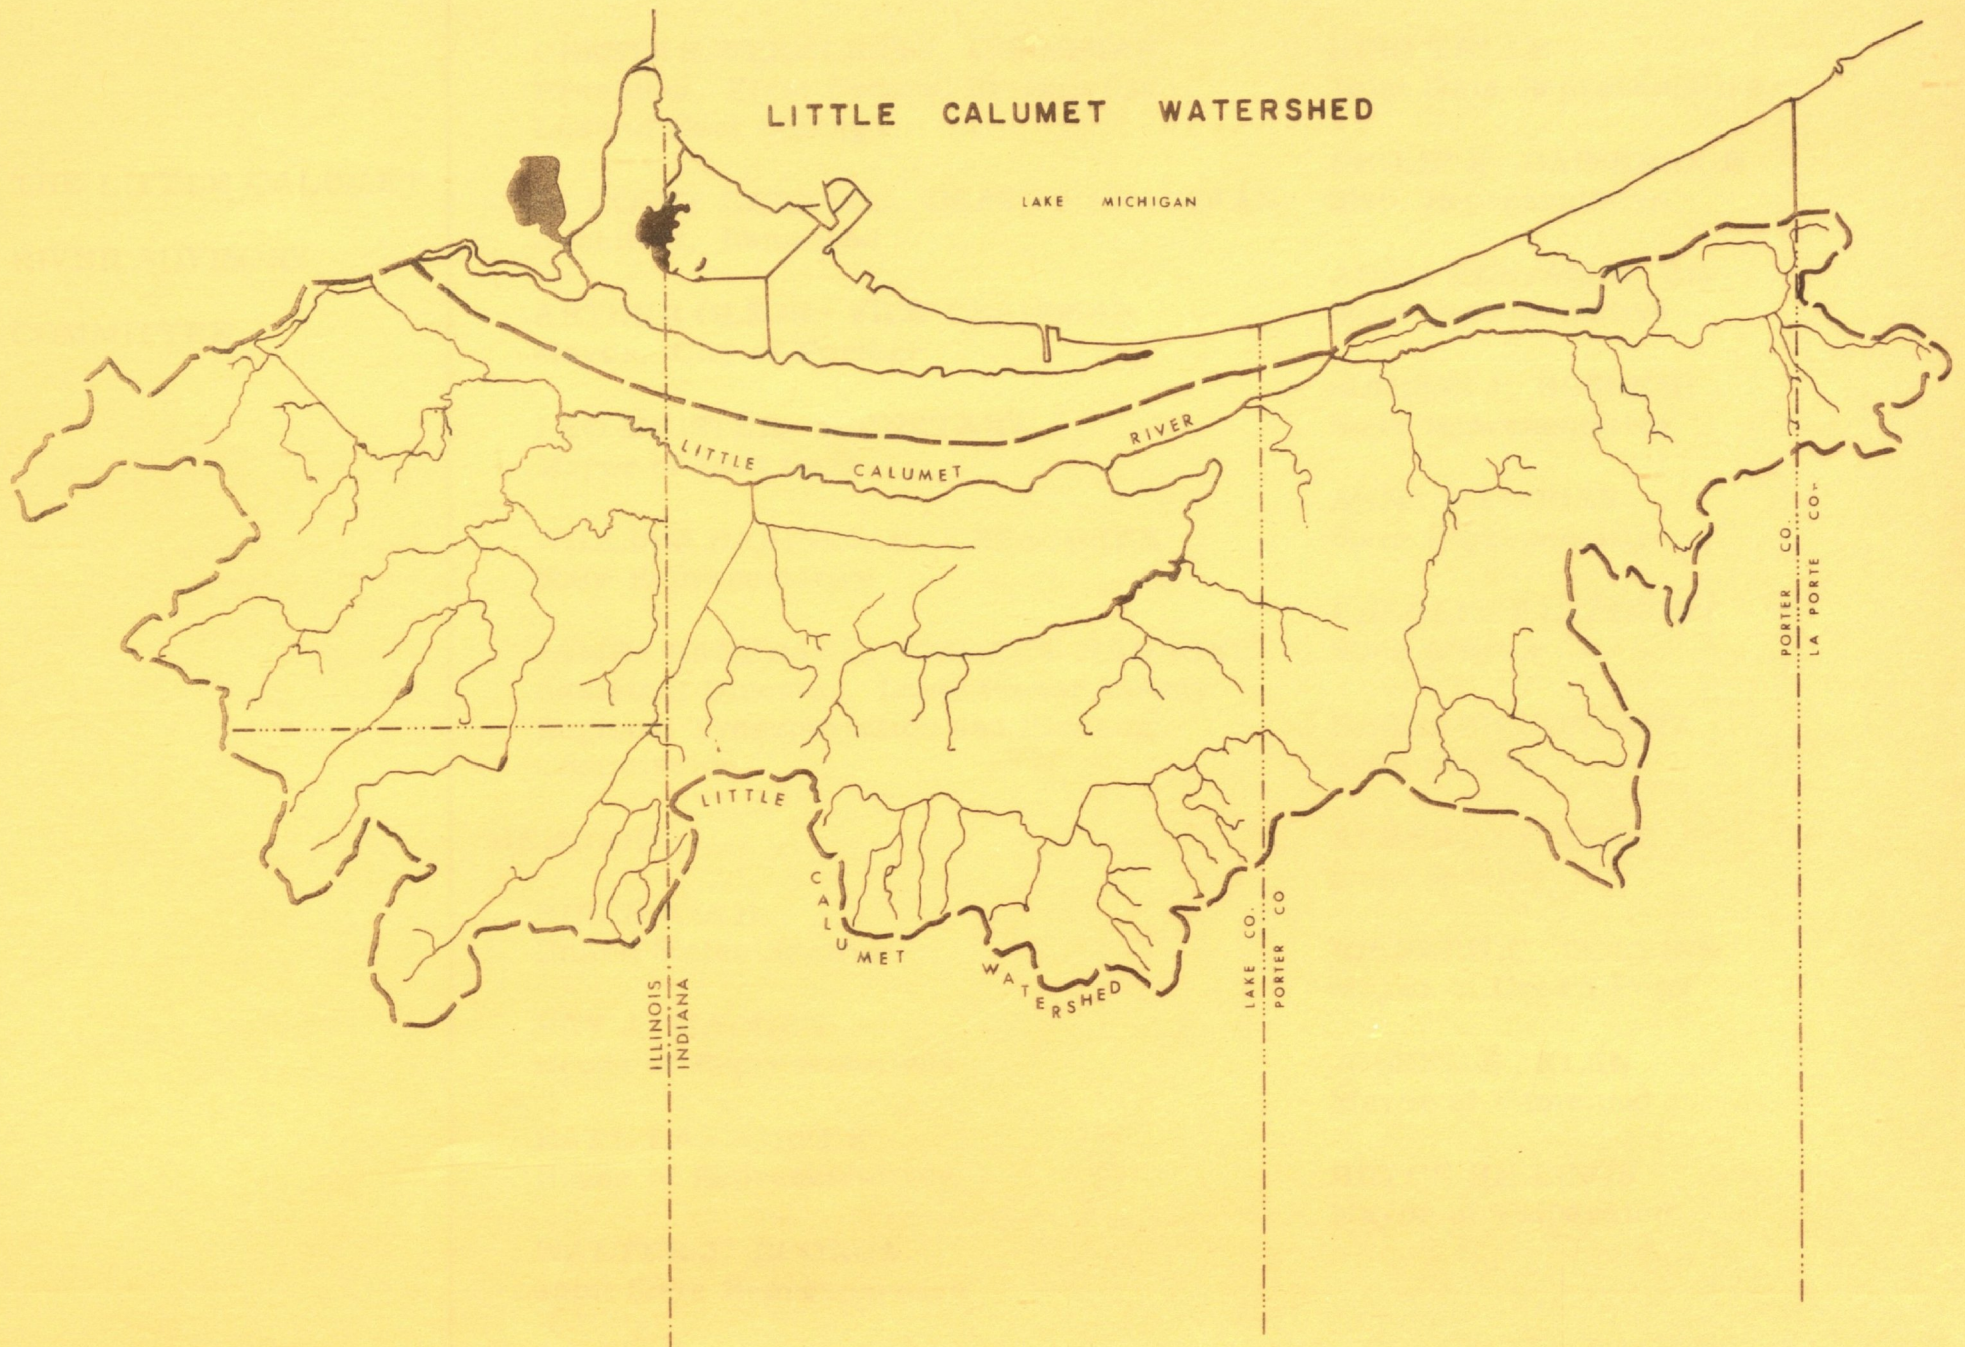 LITTLE CALUMET WATERSHED
LAKE MICHIGAN
LITTLE CALUMET RIVER
PORTER CO.
LA PORTE CO.
LITTLE CALUMET WATERSHED
LAKE CO.
PORTER CO
ILLINOIS
INDIANA